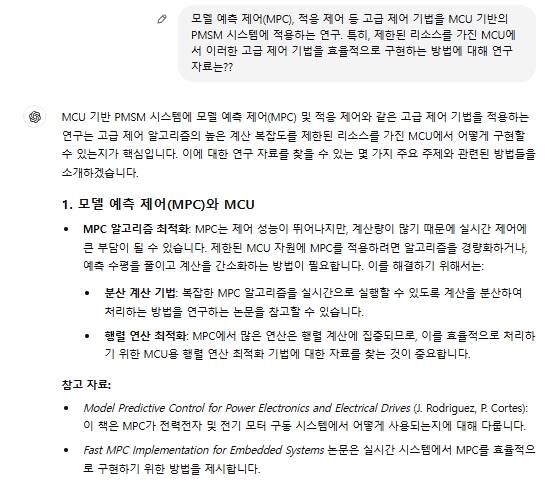 모델 예측 제어(MPC), 적응 제어 등 고급 제어 기법을 MCU 기반의
PMSM 시스템에 적용하는 연구. 특히, 제한된 리소스를 가진 MCU에
서 이러한 고급 제어 기법을 효율적으로 구현하는 방법에 대해 연구
자료는??
MCU 기반 PMSM 시스템에 모델 예측 제어(MPC) 및 적응 제어와 같은 고급 제어 기법을 적용하는
연구는 고급 제어 알고리즘의 높은 계산 복잡도를 제한된 리소스를 가진 MCU에서 어떻게 구현할
수 있는지가 핵심입니다. 이에 대한 연구 자료를 찾을 수 있는 몇 가지 주요 주제와 관련된 방법들을
소개하겠습니다.
1. 모델 예측 제어(MPC)와 MCU
• MPC 알고리즘 최적화: MPC는 제어 성능이 뛰어나지만, 계산량이 많기 때문에 실시간 제어에
큰 부담이 될 수 있습니다. 제한된 MCU 자원에 MPC를 적용하려면 알고리즘을 경량화하거나,
예측 수평을 풀이고 계산을 간소화하는 방법이 필요합니다. 이를 해결하기 위해서는:
• 분산 계산 기법: 복잡한 MPC 알고리즘을 실시간으로 실행할 수 있도록 계산을 분산하여
처리하는 방법을 연구하는 논문을 참고할 수 있습니다.
• 행렬 연산 최적화: MPC에서 많은 연산은 행렬 계산에 집중되므로, 이를 효율적으로 처리하
기 위한 MCU용 행렬 연산 최적화 기법에 대한 자료를 찾는 것이 중요합니다.
참고 자료:
• Model Predictive Control for Power Electronics and Electrical Drives (J. Rodriguez, P. Cortes):
이 책은 MPC가 전력전자 및 전기 모터 구동 시스템에서 어떻게 사용되는지에 대해 다룹니다.
• Fast MPC Implementation for Embedded Systems 논문은 실시간 시스템에서 MPC를 효율적으
로 구현하기 위한 방법을 제시합니다.